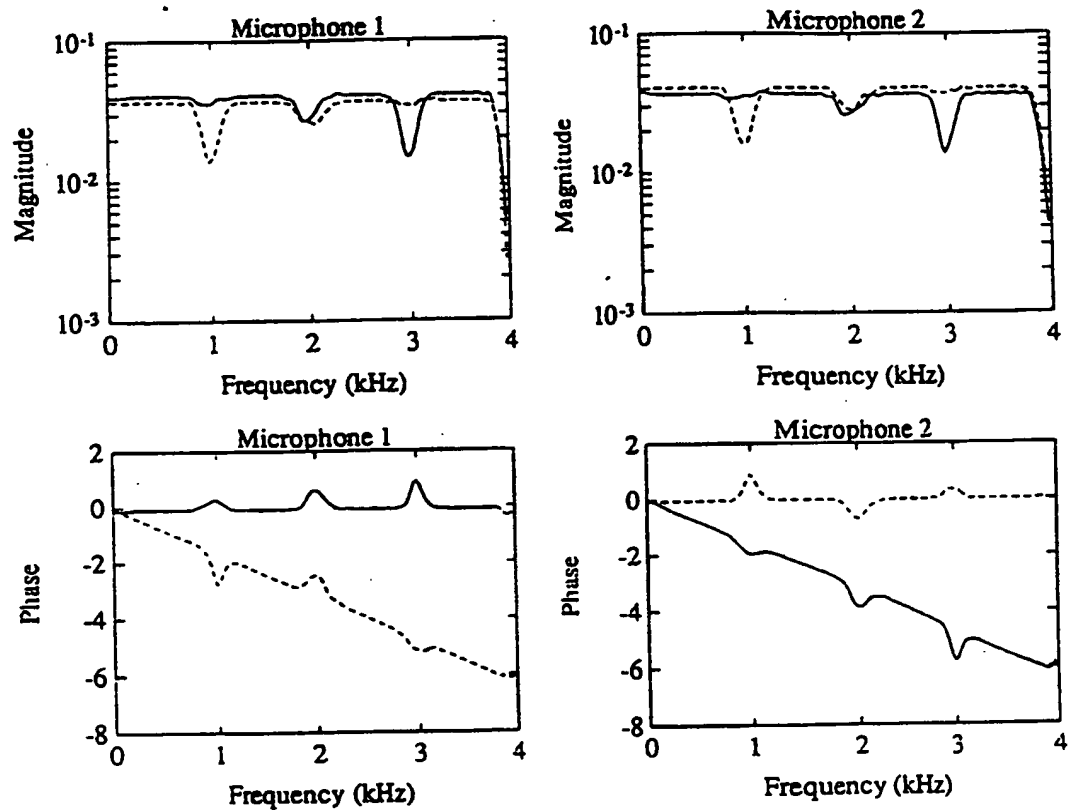 Microphone 1
10-1
10-2
10-3
Magnitude
0 1 2 3 4
Frequency (kHz)
Microphone 2
10-1
10-2
10-3
Magnitude
0 1 2 3 4
Frequency (kHz)
Microphone 1
2
0
-2
-4
-6
-8
Phase
0 1 2 3 4
Frequency (kHz)
Microphone 2
2
0
-2
-4
-6
-8
Phase
0 1 2 3 4
Frequency (kHz)